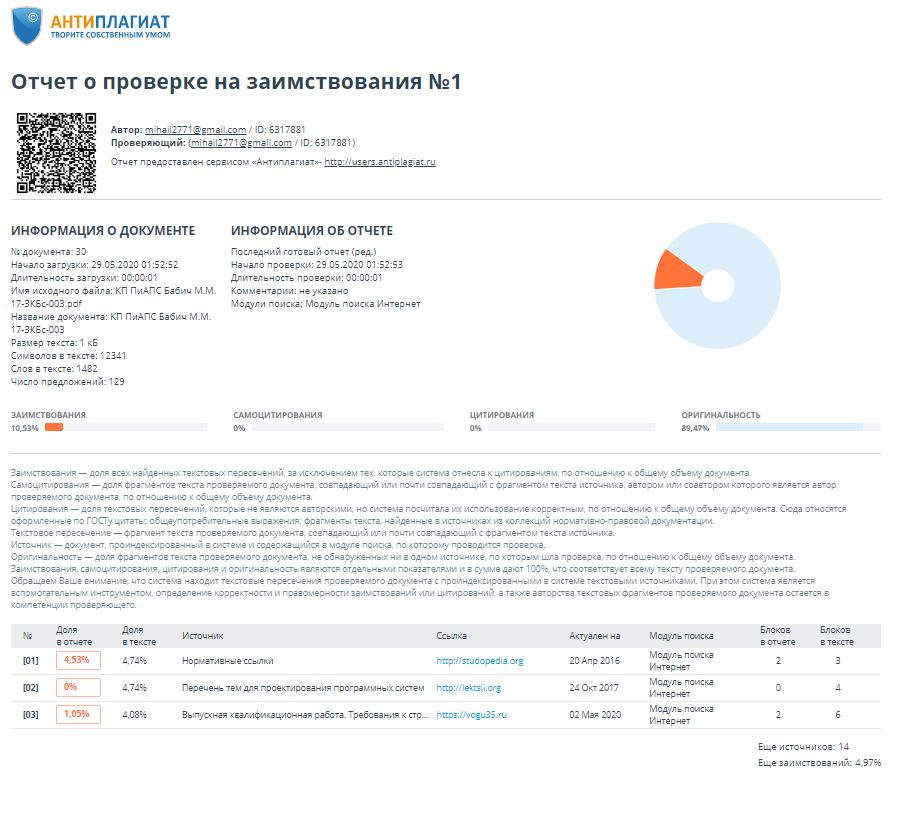 ©
АНТИПЛАГИАТ
ТВОРИТЕ СОБСТВЕННЫМ УМОМ
Отчет о проверке на заимствования №1
Автор: mihail2771@gmail.com / ID: 6317881
Проверяющий: (mihail2771@gmail.com / ID: 6317881)
Отчет предоставлен сервисом «Антиплагиат»- http://users.antiplagiat.ru
ИНФОРМАЦИЯ О ДОКУМЕНТЕ
№ документа: 30
Начало загрузки: 29.05.2020 01:52:52
Длительность загрузки: 00:00:01
Имя исходного файла: КП ПиАПС Бабич М.М.
17-ЗКБс-003.pdf
Название документа: КП ПиАПС Бабич М.М.
17-ЗКБс-003
Размер текста: 1 кБ
Cимволов в тексте: 12341
Слов в тексте: 1482
Число предложений: 129
ИНФОРМАЦИЯ ОБ ОТЧЕТЕ
Последний готовый отчет (ред.)
Начало проверки: 29.05.2020 01:52:53
Длительность проверки: 00:00:01
Комментарии: не указано
Модули поиска: Модуль поиска Интернет
ЗАИМСТВОВАНИЯ
10,53%
САМОЦИТИРОВАНИЯ
0%
ЦИТИРОВАНИЯ
0%
ОРИГИНАЛЬНОСТЬ
89,47%
Заимствования — доля всех найденных текстовых пересечений, за исключением тех, которые система отнесла к цитированиям, по отношению к общему объему документа.
Самоцитирования — доля фрагментов текста проверяемого документа, совпадающий или почти совпадающий с фрагментом текста источника, автором или соавтором которого является автор
проверяемого документа, по отношению к общему объему документа.
Цитирования — доля текстовых пересечений, которые не являются авторскими, но система посчитала их использование корректным, по отношению к общему объему документа. Сюда относятся
оформленные по ГОСТу цитаты; общеупотребительные выражения; фрагменты текста, найденные в источниках из коллекций нормативно-правовой документации.
Текстовое пересечение — фрагмент текста проверяемого документа, совпадающий или почти совпадающий с фрагментом текста источника.
Источник — документ, проиндексированный в системе и содержащийся в модуле поиска, по которому проводится проверка.
Оригинальность — доля фрагментов текста проверяемого документа, не обнаруженных ни в одном источнике, по которым шла проверка, по отношению к общему объему документа.
Заимствования, самоцитирования, цитирования и оригинальность являются отдельными показателями и в сумме дают 100%, что соответствует всему тексту проверяемого документа.
Обращаем Ваше внимание, что система находит текстовые пересечения проверяемого документа с проиндексированными в системе текстовыми источниками. При этом система является
вспомогательным инструментом, определение корректности и правомерности заимствований или цитирований, а также авторства текстовых фрагментов проверяемого документа остается в
компетенции проверяющего.
№ Доля в отчете Доля в тексте Источник Ссылка Актуален на Модуль поиска Блоков в отчете Блоков в тексте
[01] 4,53% 4,74% Нормативные ссылки http://studopedia.org 20 Апр 2016 Модуль поиска Интернет 2 3
[02] 0% 4,74% Перечень тем для проектирования программных систем http://lektsii.org 24 Окт 2017 Модуль поиска Интернет 0 4
[03] 1,05% 4,08% Выпускная квалификационная работа. Требования к стр... https://vogu35.ru 02 Мая 2020 Модуль поиска Интернет 2 6
Еще источников: 14
Еще заимствований: 4,97%